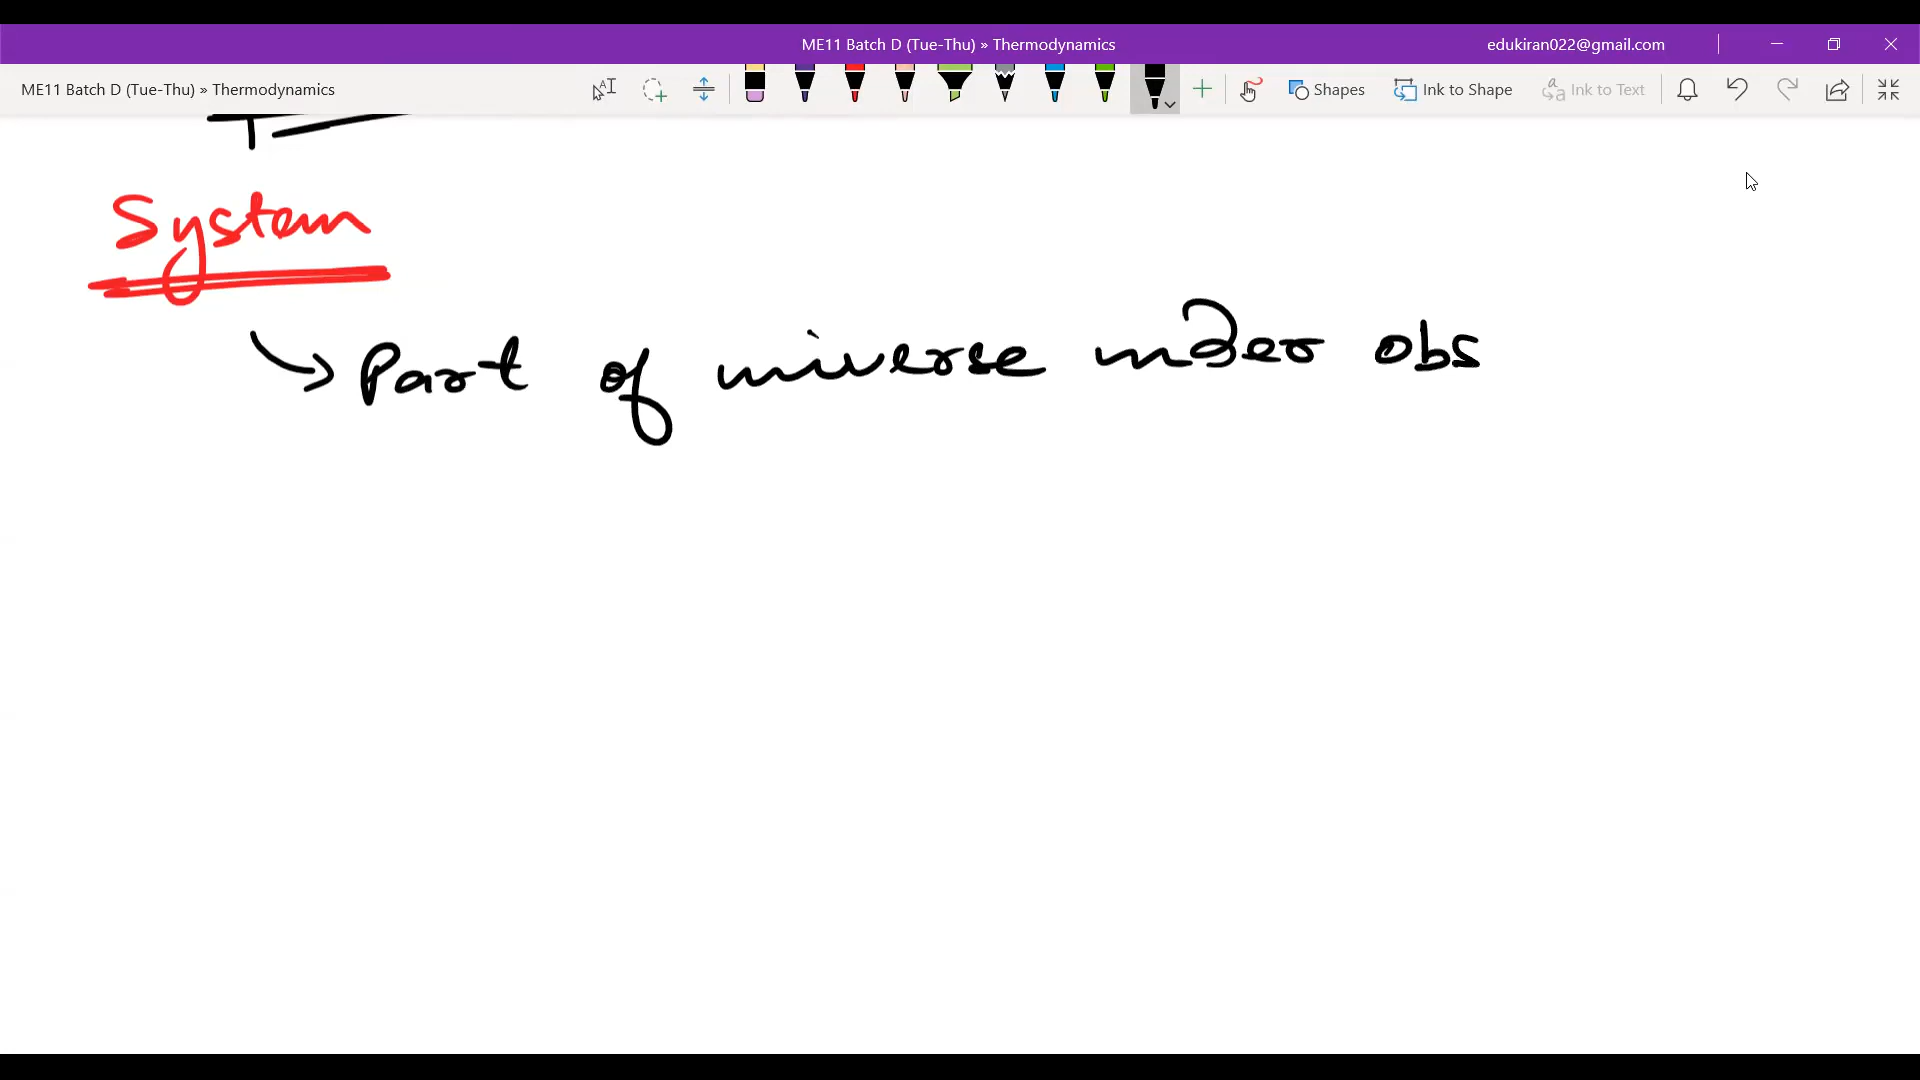 ME11 Batch D (Tue-Thu) » Thermodynamics
edukiran022@gmail.com
ME11 Batch D (Tue-Thu) » Thermodynamics
Shapes
Ink to Shape
Ink to Text
System
Part of universe under obs